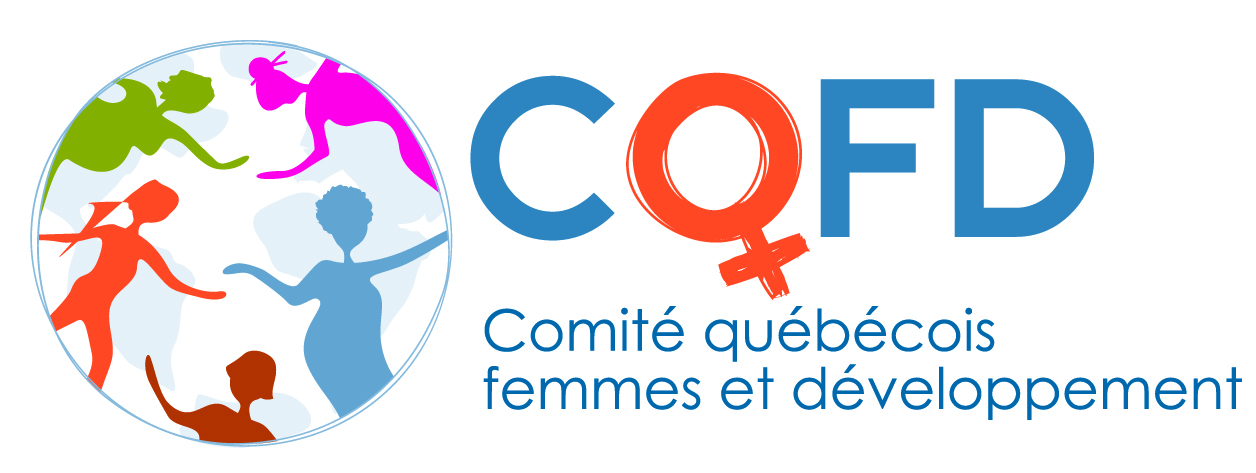 CQFD
Comité québécois
femmes et développement